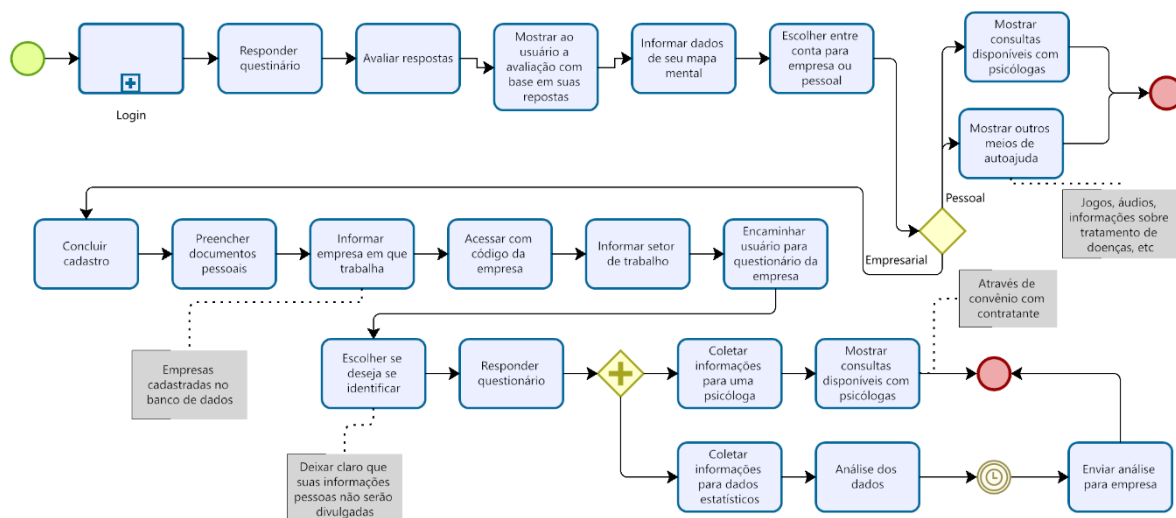 Login
Responder
questinário
Avaliar respostas
Mostrar ao
usuário a
avaliação com
base em suas
repostas
Informar dados
de seu mapa
mental
Escolher entre
conta para
empresa ou
pessoal
Mostrar
consultas
disponíveis com
psicólogas
Mostrar outros
meios de
autoajuda
Pessoal
Jogos, áudios,
informações sobre
tratamento de
doenças, etc
Empresarial
Concluir
cadastro
Preencher
documentos
pessoais
Informar
empresa em que
trabalha
Acessar com
código da
empresa
Informar setor
de trabalho
Encaminhar
usuário para
questionário da
empresa
Através de
convênio com
contratante
Empresas
cadastradas no
banco de dados
Escolher se
deseja se
identificar
Responder
questionário
Coletar
informações
para uma
psicóloga
Mostrar
consultas
disponíveis com
psicólogas
Deixar claro que
suas informações
pessoas não serão
divulgadas
Coletar
informações
para dados
estatísticos
Análise dos
dados
Enviar análise
para empresa